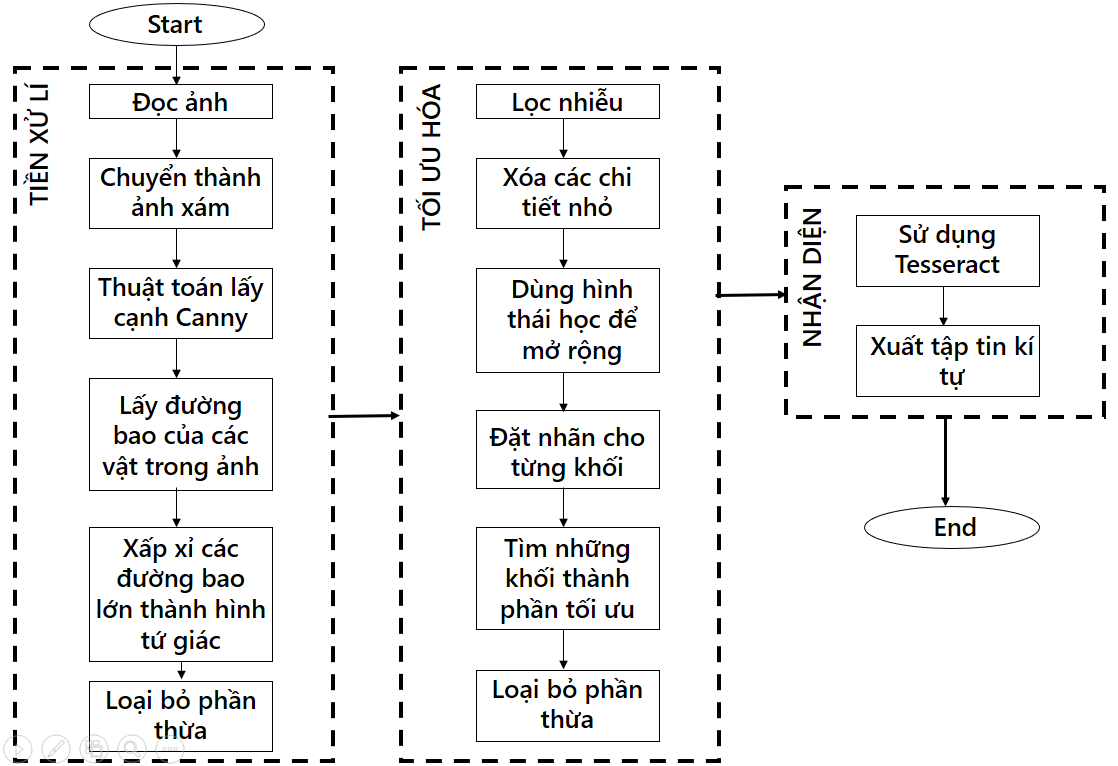 Start
TIỀN XỬ LÍ
Đọc ảnh
Chuyển thành
ảnh xám
Thuật toán lấy
cạnh Canny
Lấy đường
bao của các
vật trong ảnh
Xấp xỉ các
đường bao
lớn thành hình
tứ giác
Loại bỏ phần
thừa
TỐI ƯU HÓA
Lọc nhiễu
Xóa các chi
tiết nhỏ
Dùng hình
thái học để
mở rộng
Đặt nhãn cho
từng khối
Tìm những
khối thành
phần tối ưu
Loại bỏ phần
thừa
NHẬN DIỆN
Sử dụng
Tesseract
Xuất tập tin kí
tự
End